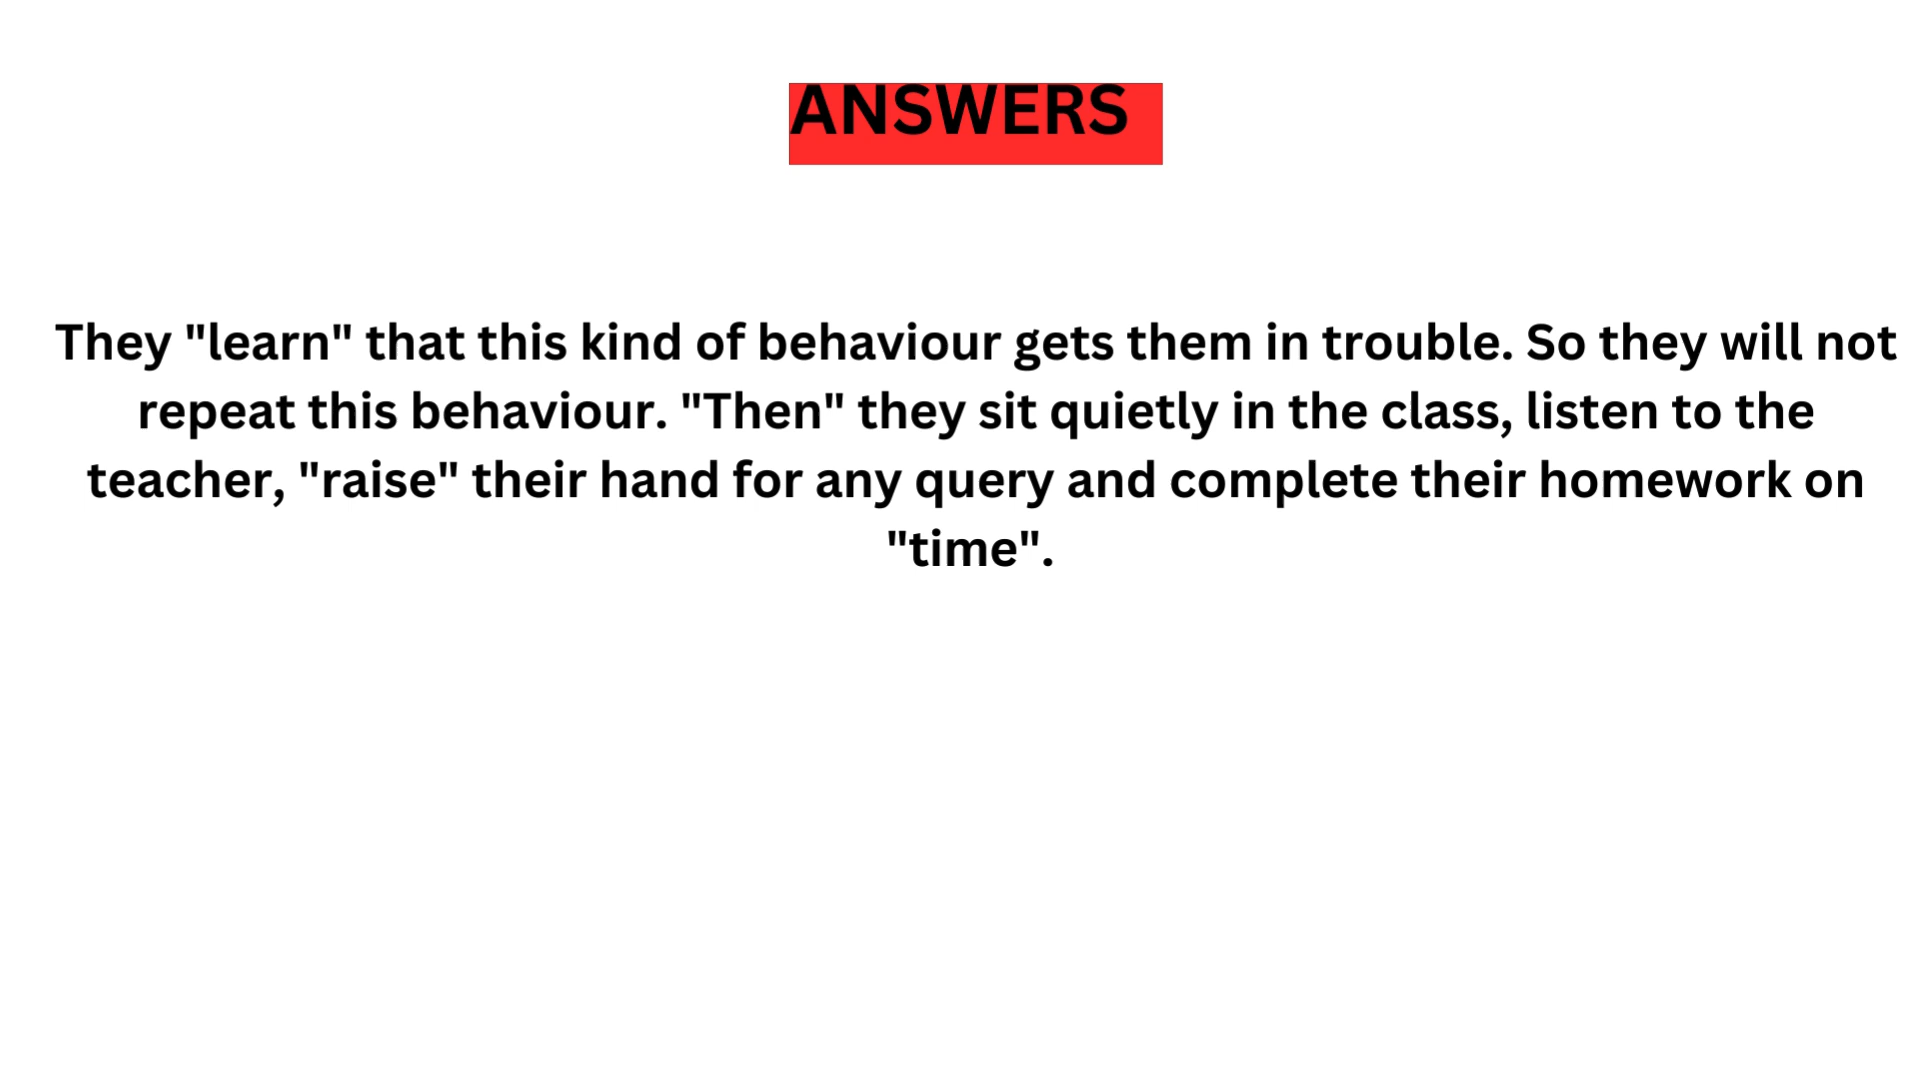 ANSWERS
They "learn" that this kind of behaviour gets them in trouble. So they will not
repeat this behaviour. "Then" they sit quietly in the class, listen to the
teacher, "raise" their hand for any query and complete their homework on
"time".